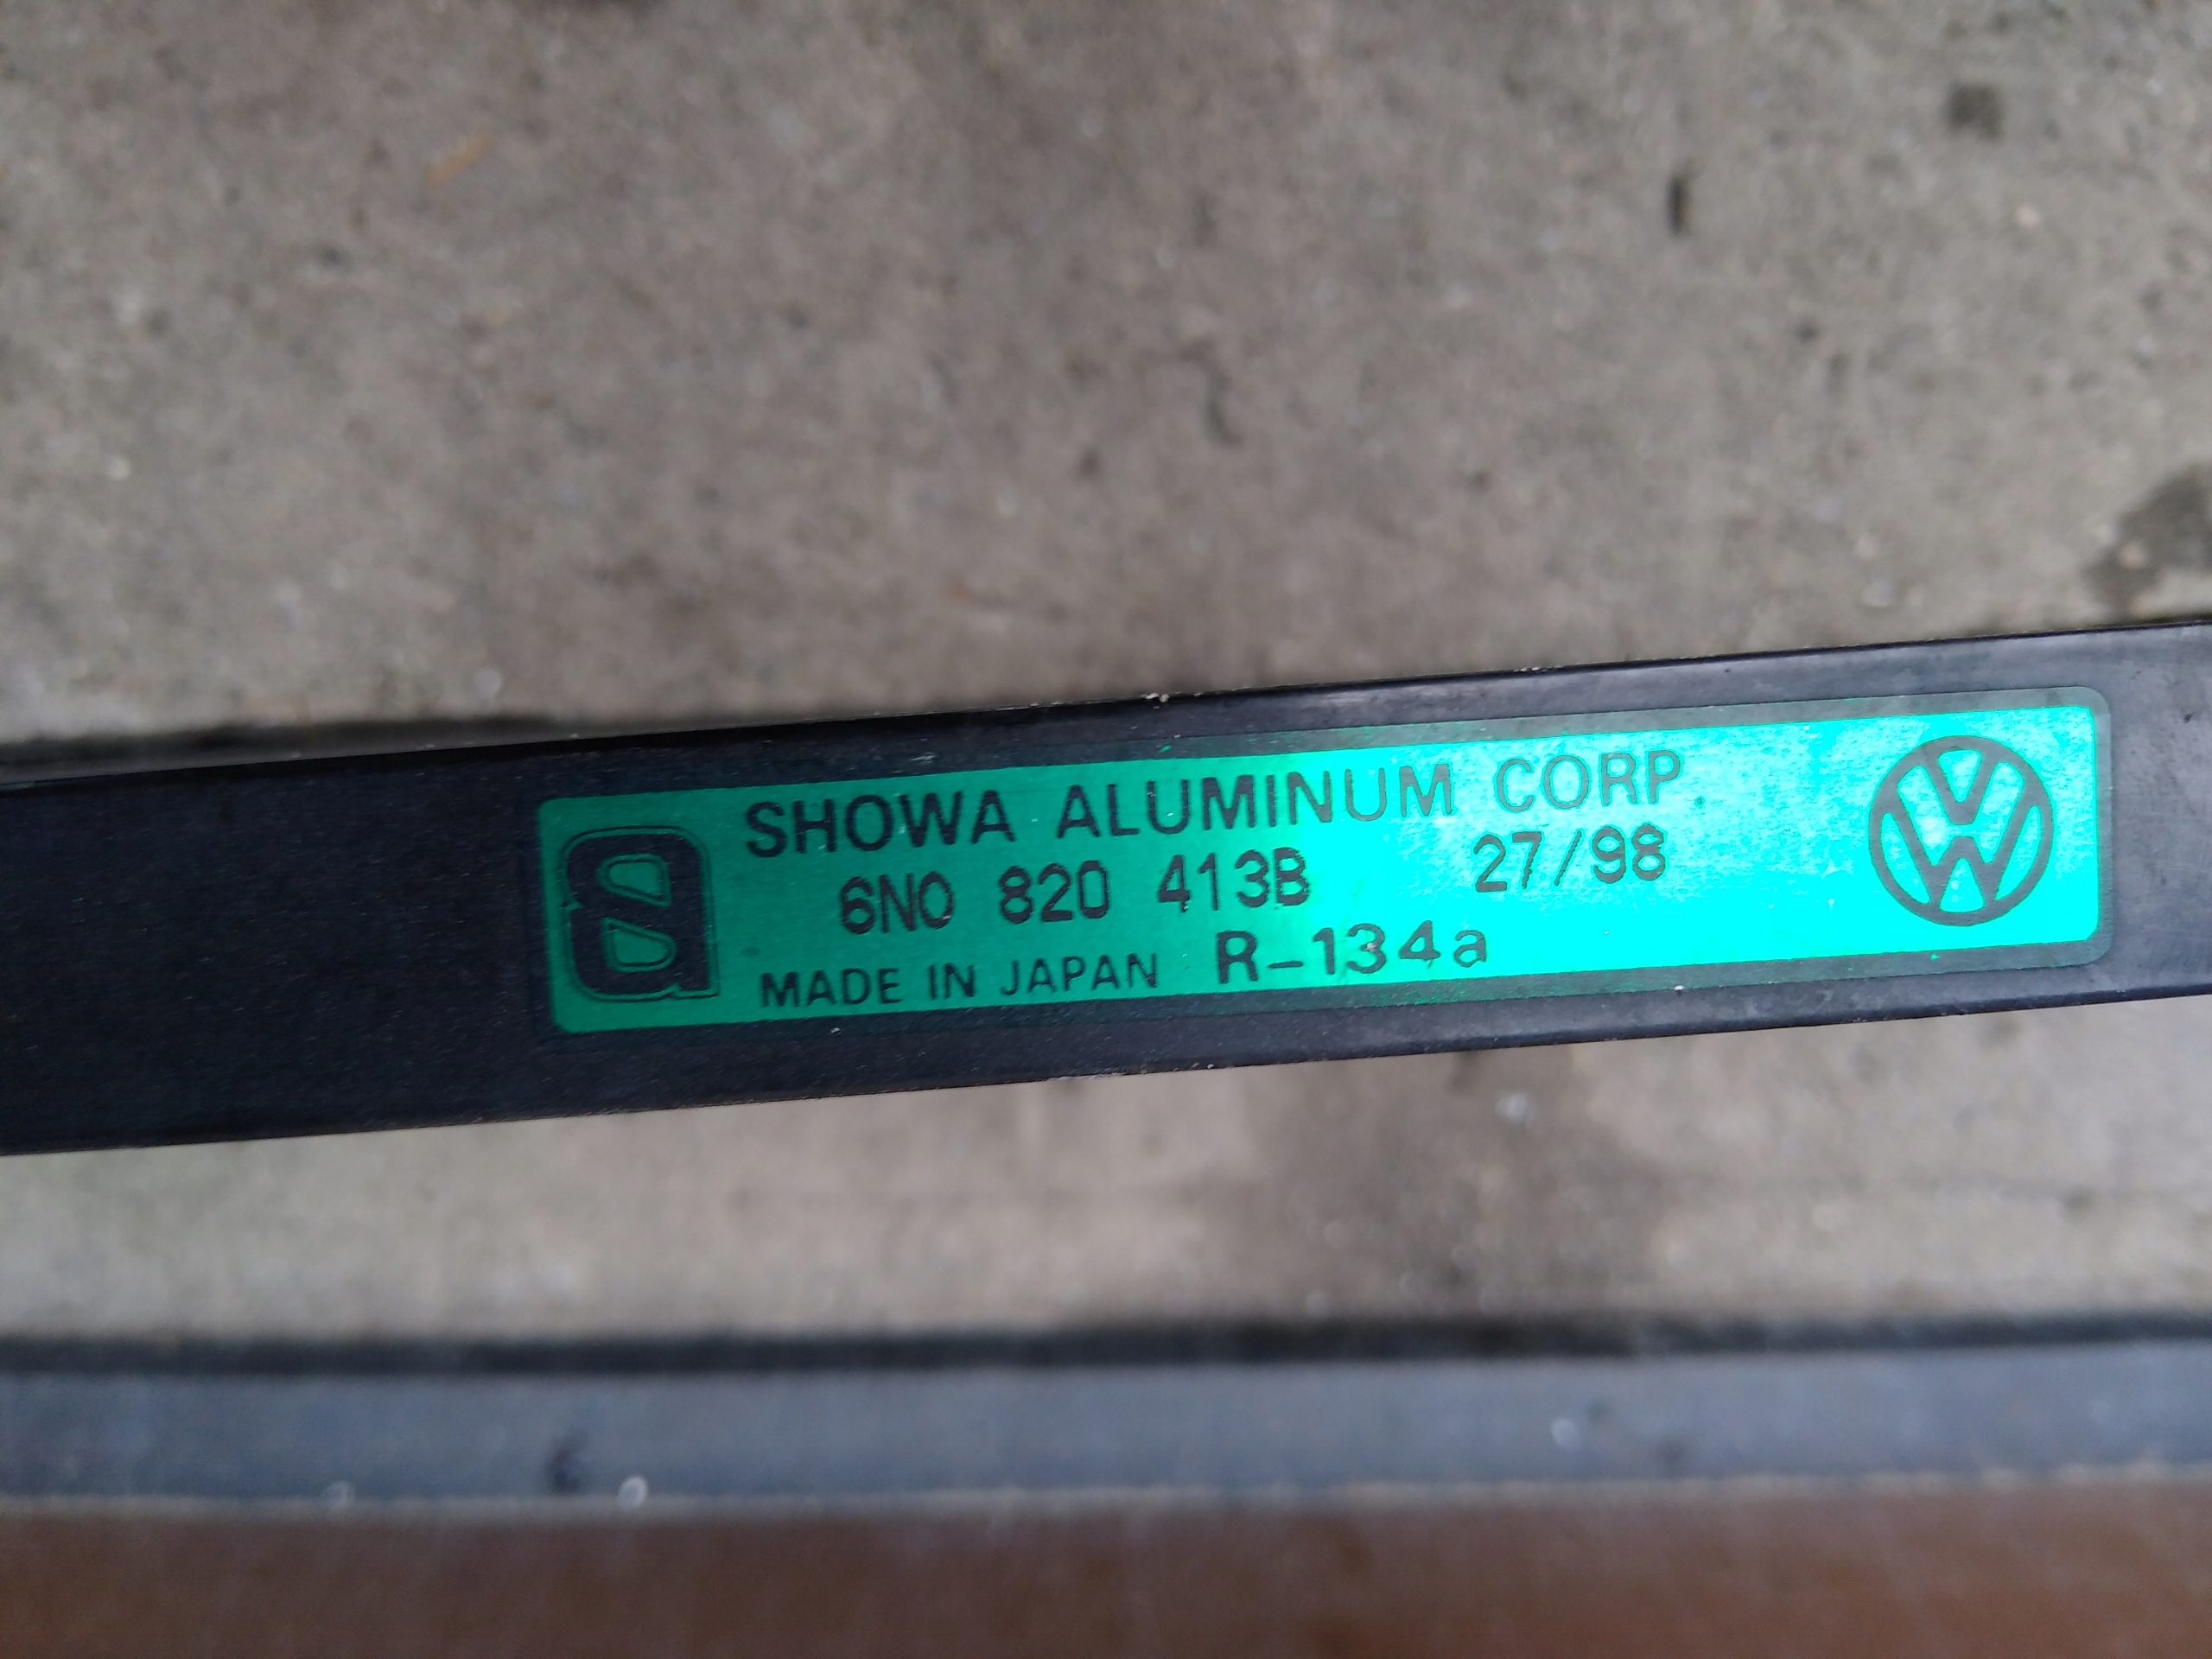 SHOWA ALUMINUM CORP.
6N0 820 413B 27/98
MADE IN JAPAN R-134a